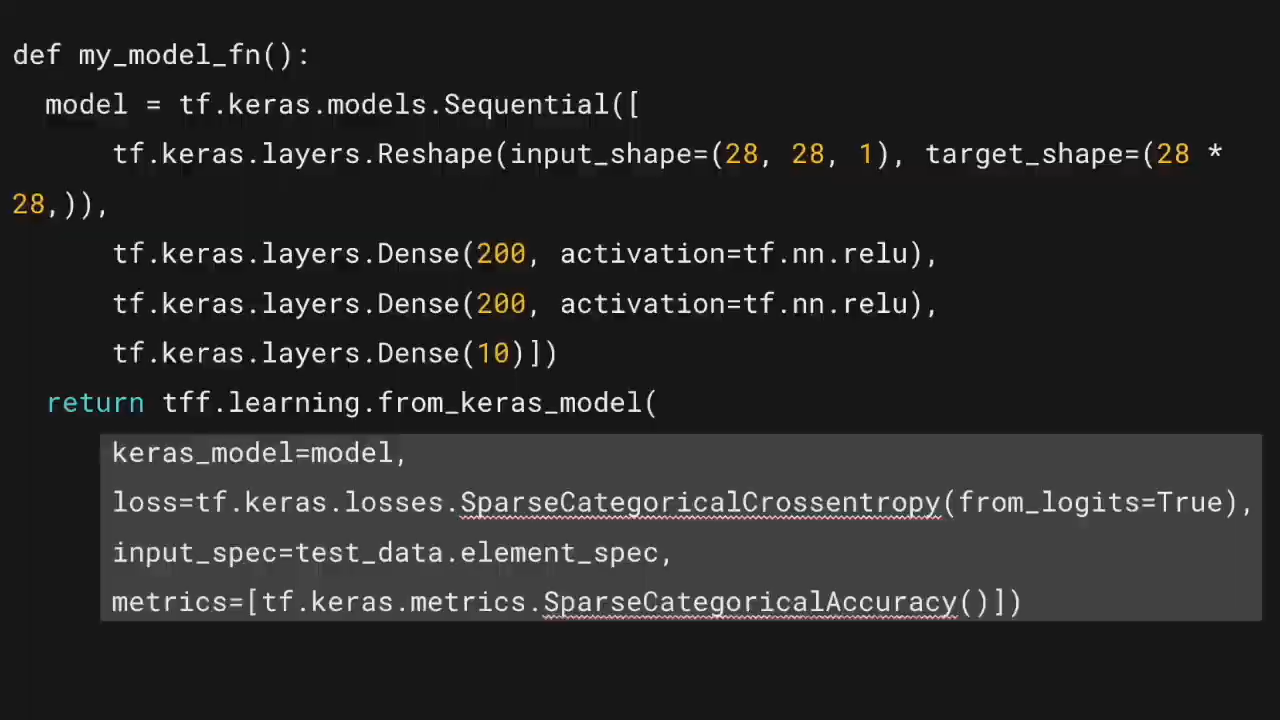 def my_model_fn():
  model = tf.keras.models.Sequential([
      tf.keras.layers.Reshape(input_shape=(28, 28, 1), target_shape=(28 *
28,)),
      tf.keras.layers.Dense(200, activation=tf.nn.relu),
      tf.keras.layers.Dense(200, activation=tf.nn.relu),
      tf.keras.layers.Dense(10)])
  return tff.learning.from_keras_model(
      keras_model=model,
      loss=tf.keras.losses.SparseCategoricalCrossentropy(from_logits=True),
      input_spec=test_data.element_spec,
      metrics=[tf.keras.metrics.SparseCategoricalAccuracy()])